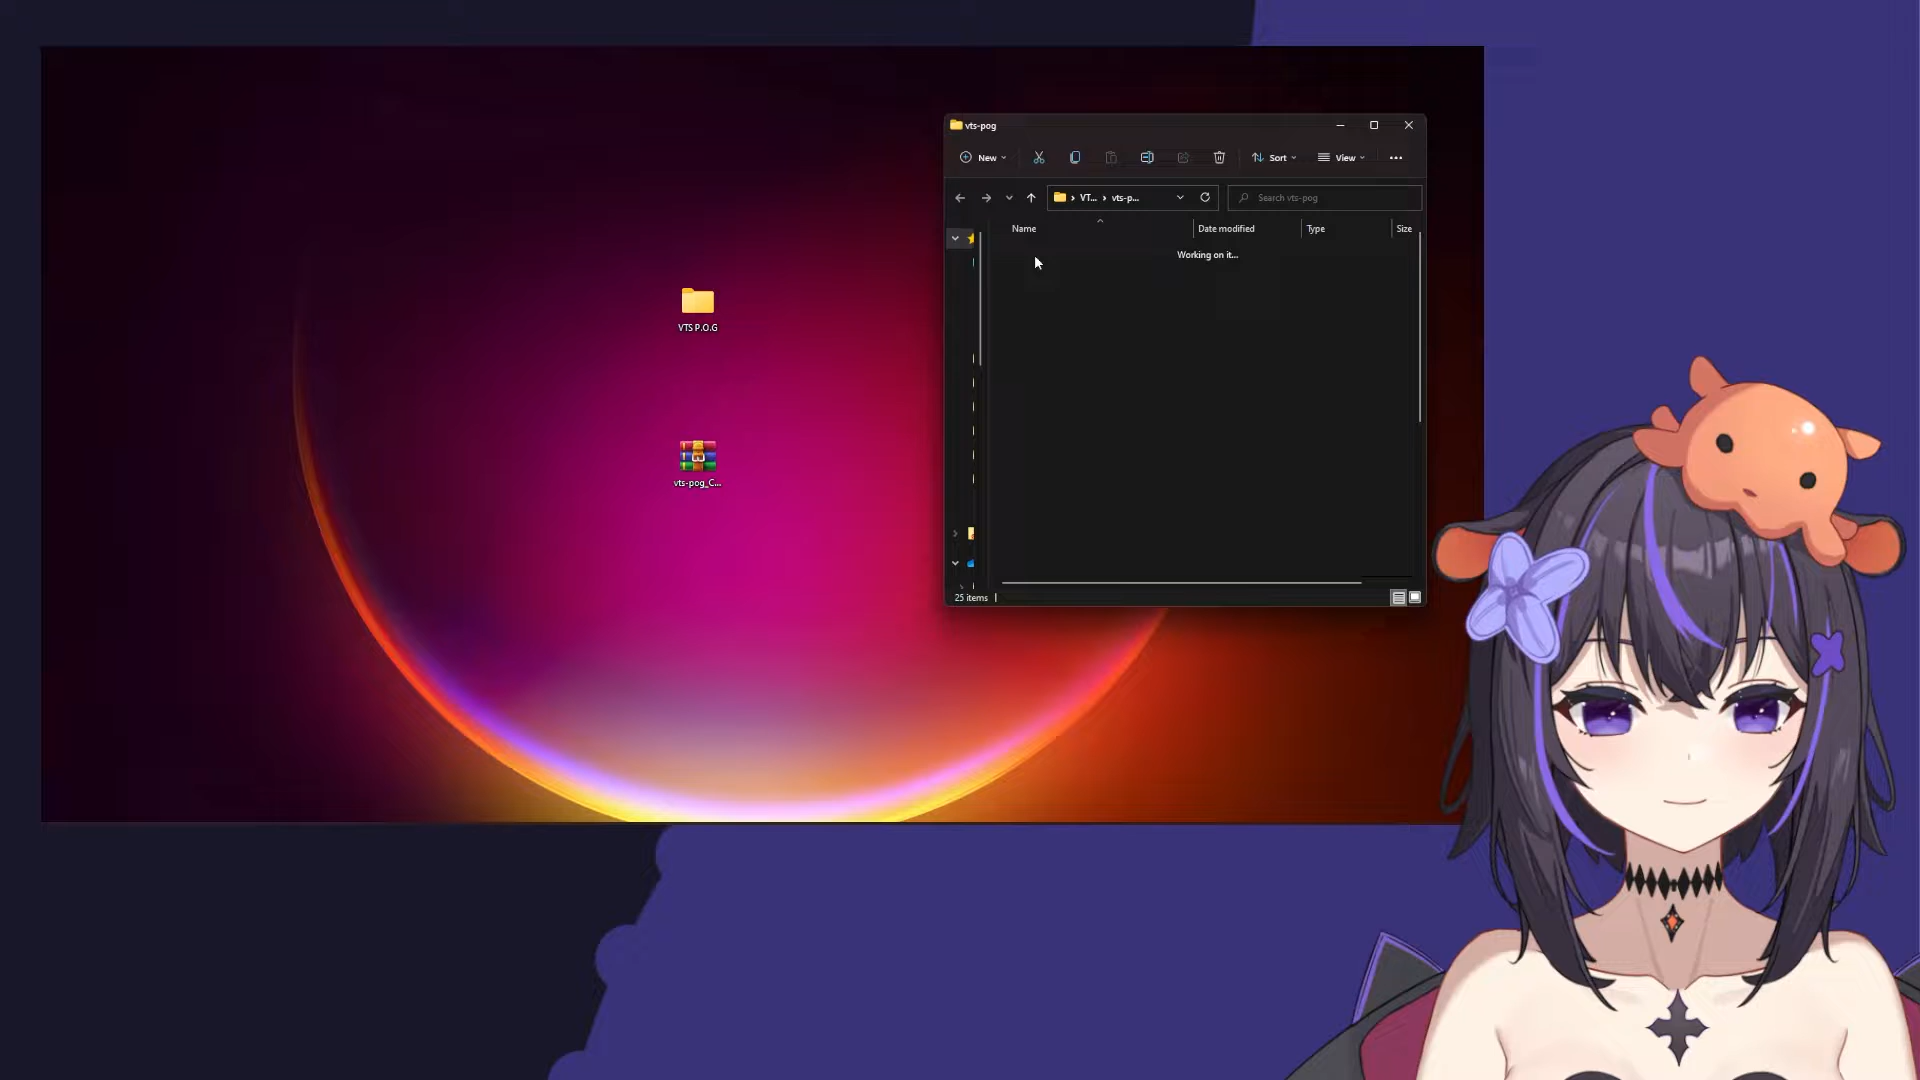 vts-pog
New
Sort
View
VT... › vts-p...
Search vts-pog
Name
Date modified
Type
Size
Working on it...
25 items
VTS P.O.G
vts-pog_C...